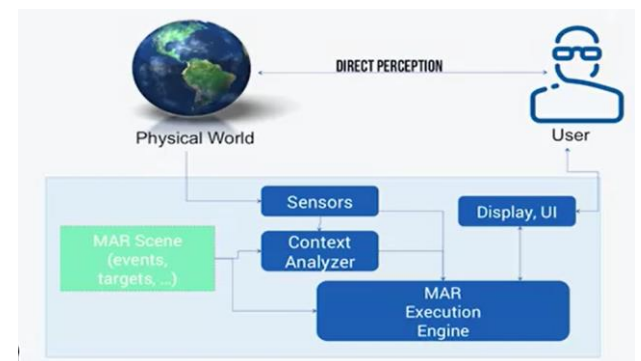 DIRECT PERCEPTION
Physical World
User
Sensors
Display, UI
MAR Scene
(events,
targets, ...)
Context
Analyzer
MAR
Execution
Engine